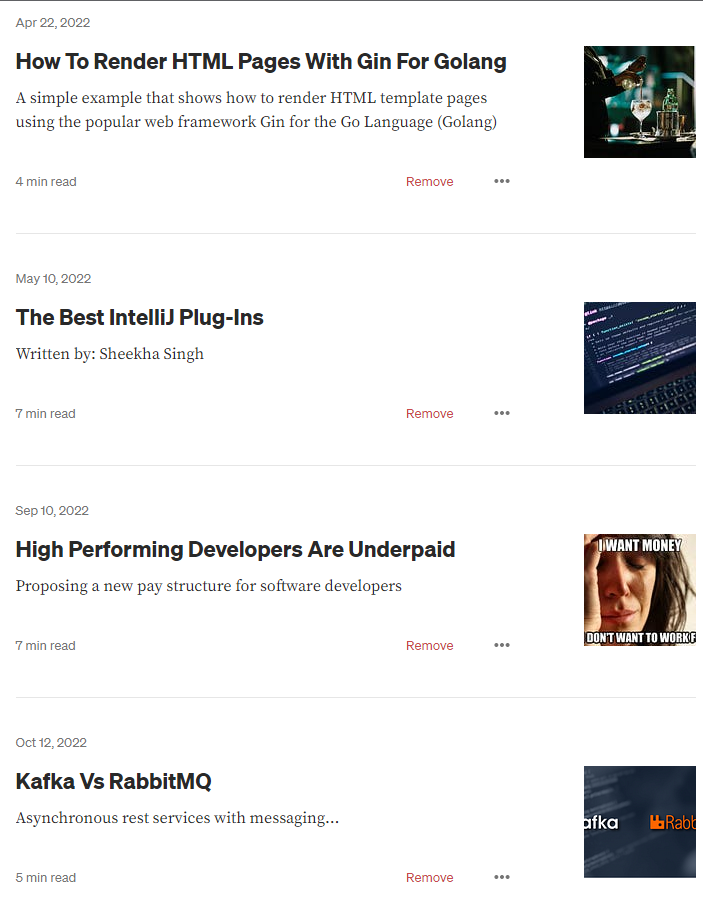 Apr 22, 2022
How To Render HTML Pages With Gin For Golang
A simple example that shows how to render HTML template pages
using the popular web framework Gin for the Go Language (Golang)
4 min read
Remove
May 10, 2022
The Best IntelliJ Plug-Ins
Written by: Sheekha Singh
7 min read
Remove
Sep 10, 2022
High Performing Developers Are Underpaid
Proposing a new pay structure for software developers
I WANT MONEY
DON'T WANT TO WORK F
7 min read
Remove
Oct 12, 2022
Kafka Vs RabbitMQ
Asynchronous rest services with messaging...
afka
Rabb
5 min read
Remove